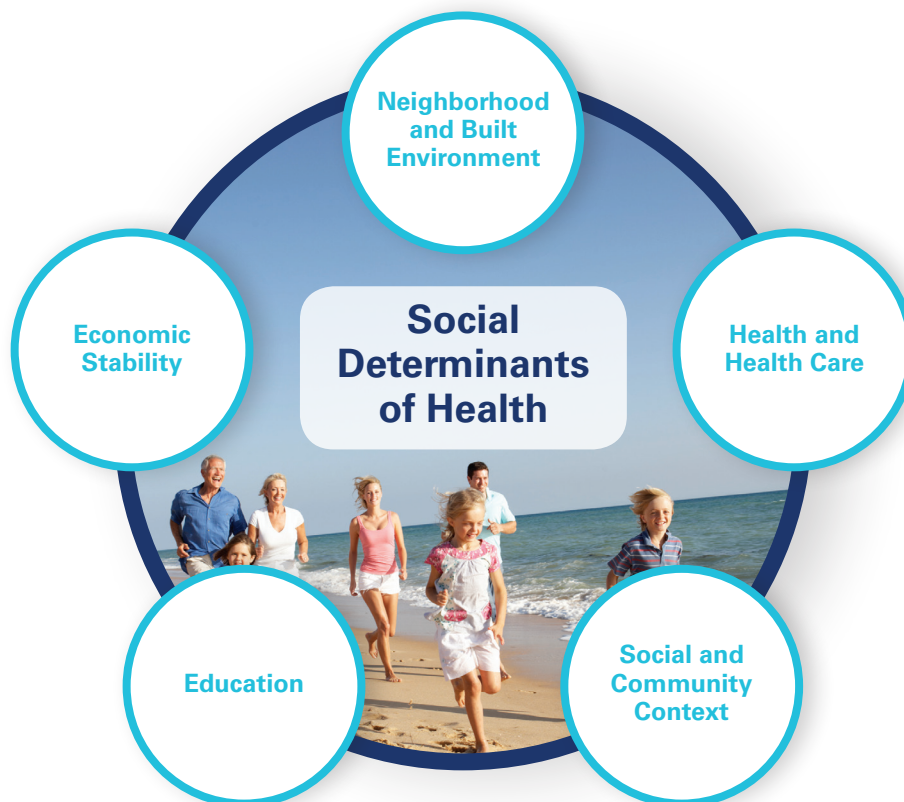 Neighborhood
and Built
Environment
Economic
Stability
Social
Determinants
of Health
Health and
Health Care
Education
Social and
Community
Context